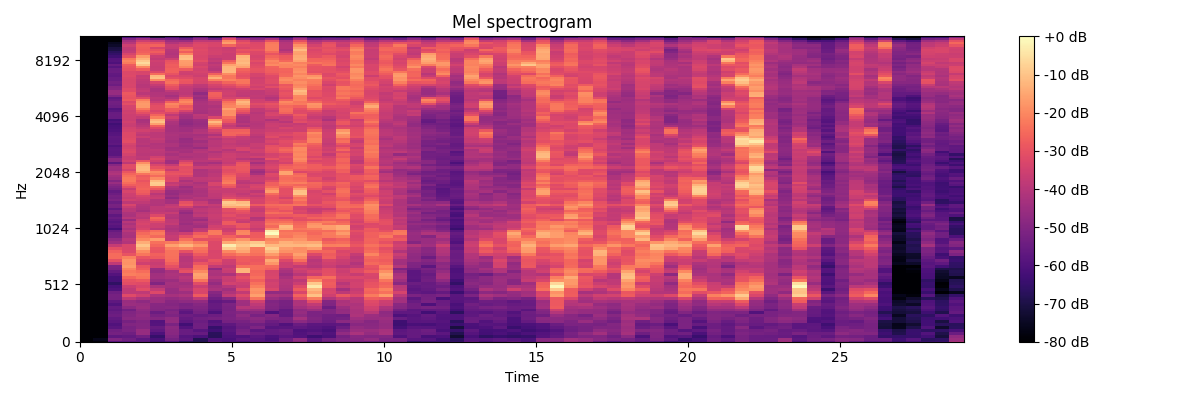 Mel spectrogram
Hz
8192
4096
2048
1024
512
0
0 5 10 15 20 25
Time
+0 dB
-10 dB
-20 dB
-30 dB
-40 dB
-50 dB
-60 dB
-70 dB
-80 dB